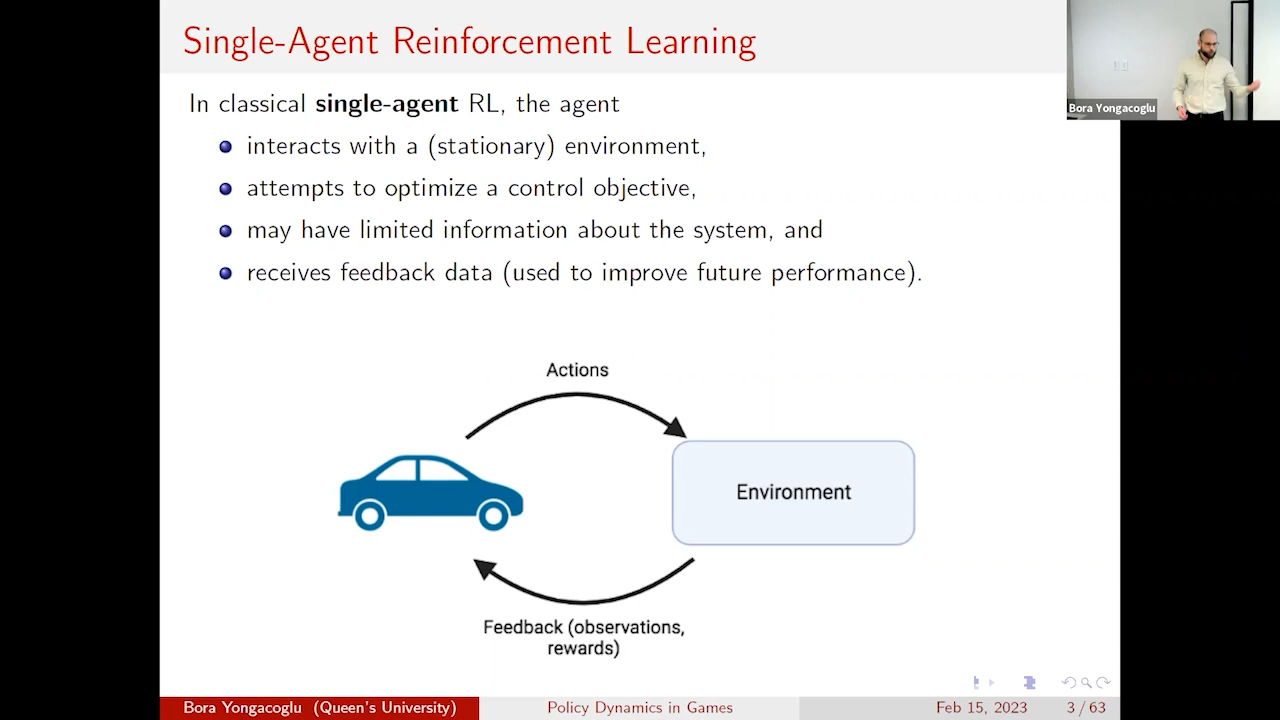 Single-Agent Reinforcement Learning
Bora Yongacoglu
In classical single-agent RL, the agent
interacts with a (stationary) environment,
attempts to optimize a control objective,
may have limited information about the system, and
receives feedback data (used to improve future performance).
Actions
Environment
Feedback (observations,
rewards)
Bora Yongacoglu (Queen's University)
Policy Dynamics in Games
Feb 15, 2023
3 / 63